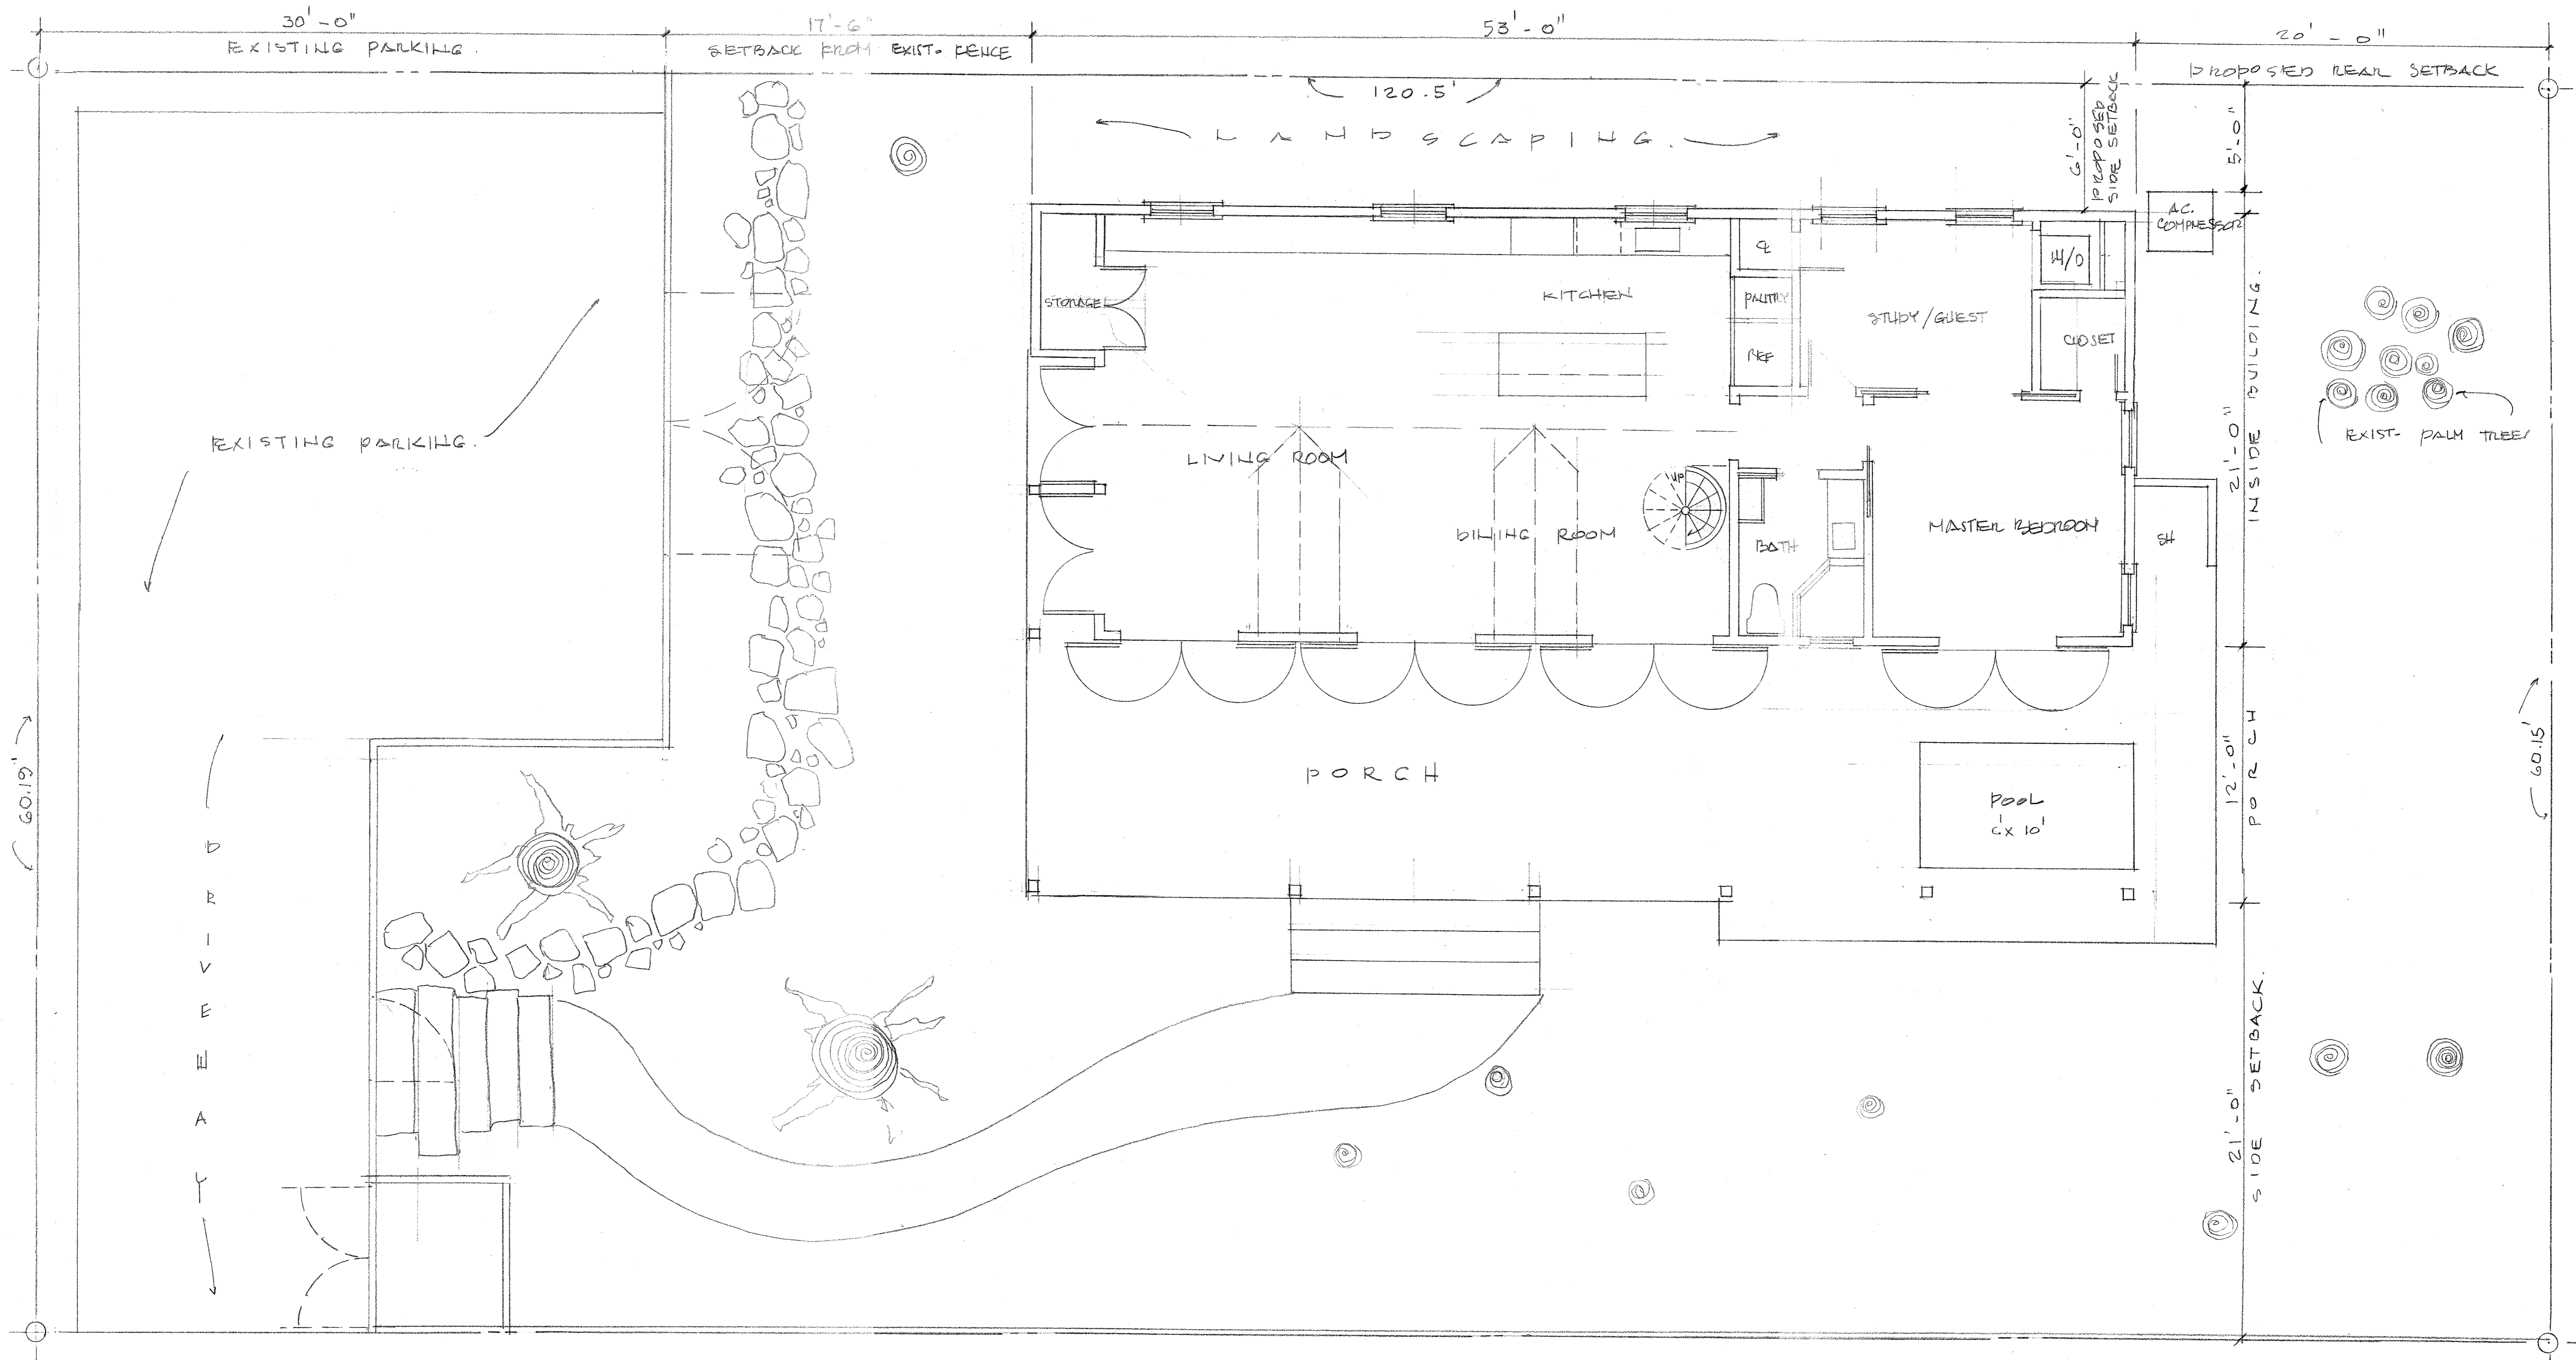 30'-0"
17'-6"
53'-0"
20'-0"
EXISTING PARKING.
SETBACK FROM EXIST. FENCE
PROPOSED REAR SETBACK
120.5'
LANDSCAPING.
6'-0"
PROPOSED
SIDE SETBACK
5'-0"
A.C.
COMPRESSOR
CL
W/D
STORAGE
KITCHEN
PANTRY
STUDY/GUEST
REF
CLOSET
EXISTING PARKING.
LIVING ROOM
UP
DINING ROOM
BATH
MASTER BEDROOM
SH
21'-0"
INSIDE BUILDING.
EXIST. PALM TREES
PORCH
POOL
6'x 10'
12'-0"
PORCH
60.19'
60.15'
DRIVEWAY
21'-0"
SIDE SETBACK.